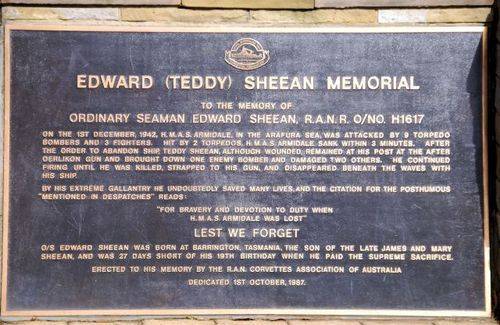 EDWARD (TEDDY) SHEEAN MEMORIAL
TO THE MEMORY OF
ORDINARY SEAMAN EDWARD SHEEAN, R.A.N.R. O/NO. H1617
ON THE 1ST DECEMBER, 1942, H.M.A.S. ARMIDALE, IN THE ARAFURA SEA, WAS ATTACKED BY 9 TORPEDO
BOMBERS AND 3 FIGHTERS. HIT BY 2 TORPEDOS, H.M.A.S. ARMIDALE SANK WITHIN 3 MINUTES. AFTER
THE ORDER TO ABANDON SHIP, TEDDY SHEEAN, ALTHOUGH WOUNDED, REMAINED AT HIS POST AT THE AFTER
OERLIKON GUN AND BROUGHT DOWN ONE ENEMY BOMBER AND DAMAGED TWO OTHERS. HE CONTINUED
FIRING UNTIL HE WAS KILLED, STRAPPED TO HIS GUN, AND DISAPPEARED BENEATH THE WAVES WITH
HIS SHIP.
BY HIS EXTREME GALLANTRY HE UNDOUBTEDLY SAVED MANY LIVES, AND THE CITATION FOR THE POSTHUMOUS
"MENTIONED IN DESPATCHES" READS:
"FOR BRAVERY AND DEVOTION TO DUTY WHEN
H.M.A.S. ARMIDALE WAS LOST"
LEST WE FORGET
O/S EDWARD SHEEAN WAS BORN AT BARRINGTON, TASMANIA, THE SON OF THE LATE JAMES AND MARY
SHEEAN, AND WAS 27 DAYS SHORT OF HIS 19TH BIRTHDAY WHEN HE PAID THE SUPREME SACRIFICE.
ERECTED TO HIS MEMORY BY THE R.A.N. CORVETTES ASSOCIATION OF AUSTRALIA
DEDICATED 1ST OCTOBER, 1987.